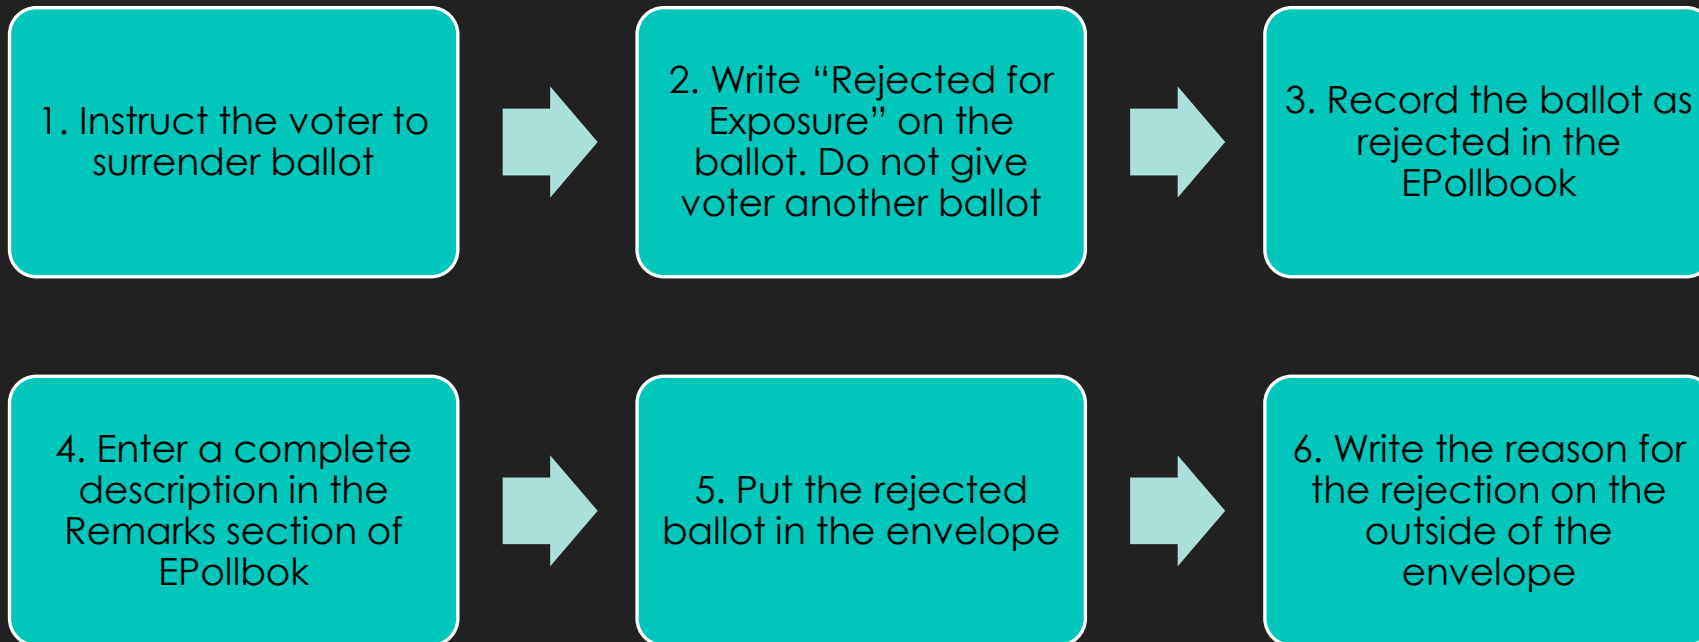 1. Instruct the voter to
surrender ballot
2. Write “Rejected for
Exposure” on the
ballot. Do not give
voter another ballot
3. Record the ballot as
rejected in the
EPollbook
4. Enter a complete
description in the
Remarks section of
EPollbok
5. Put the rejected
ballot in the envelope
6. Write the reason for
the rejection on the
outside of the
envelope